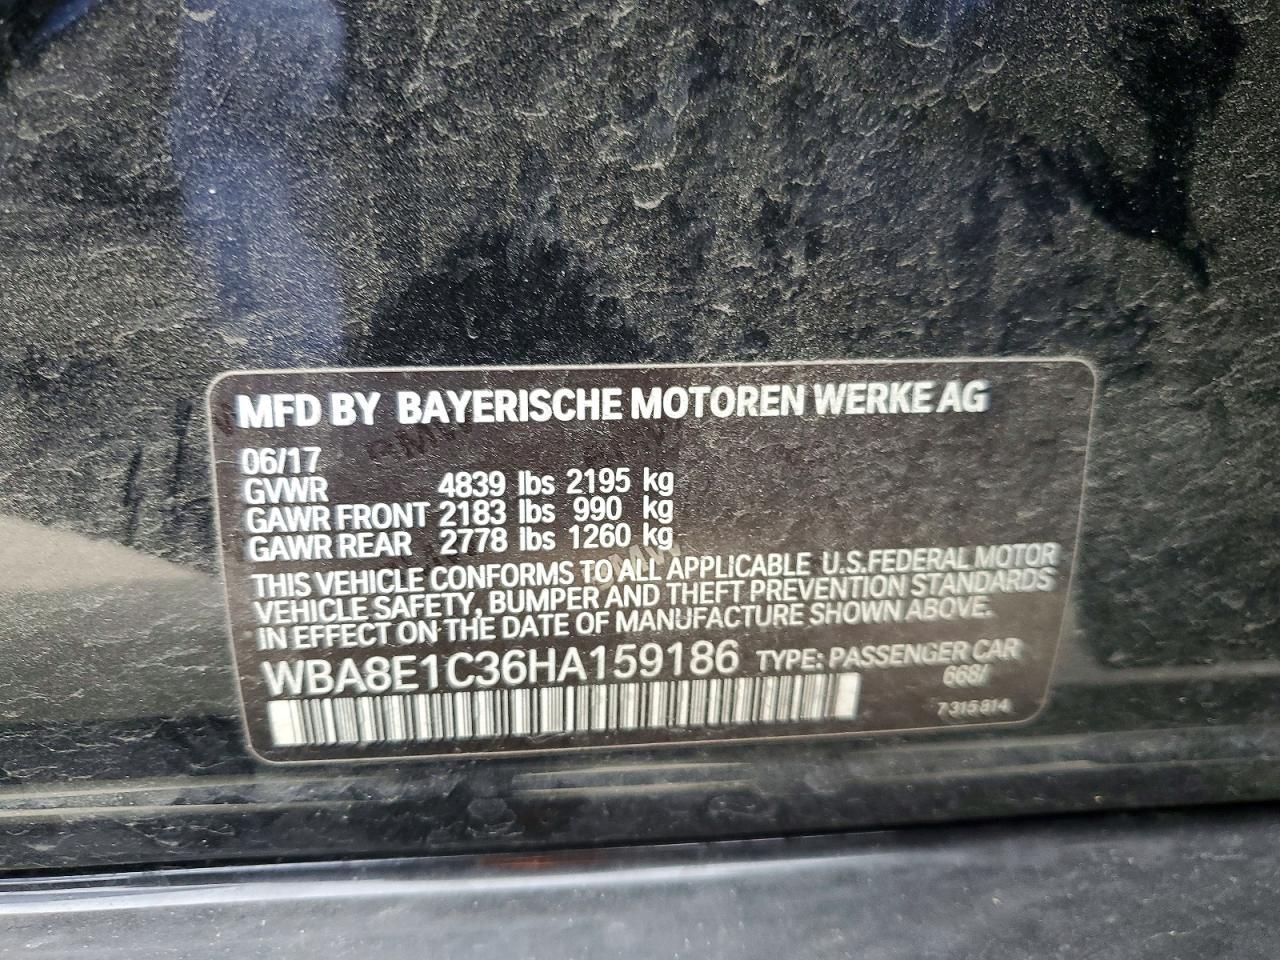 MFD BY BAYERISCHE MOTOREN WERKE AG
06/17
GVWR 4839 lbs 2195 kg
GAWR FRONT 2183 lbs 990 kg
GAWR REAR 2778 lbs 1260 kg
THIS VEHICLE CONFORMS TO ALL APPLICABLE U.S. FEDERAL MOTOR
VEHICLE SAFETY, BUMPER AND THEFT PREVENTION STANDARDS
IN EFFECT ON THE DATE OF MANUFACTURE SHOWN ABOVE.
WBA8E1C36HA159186 TYPE: PASSENGER CAR
668/
7315814